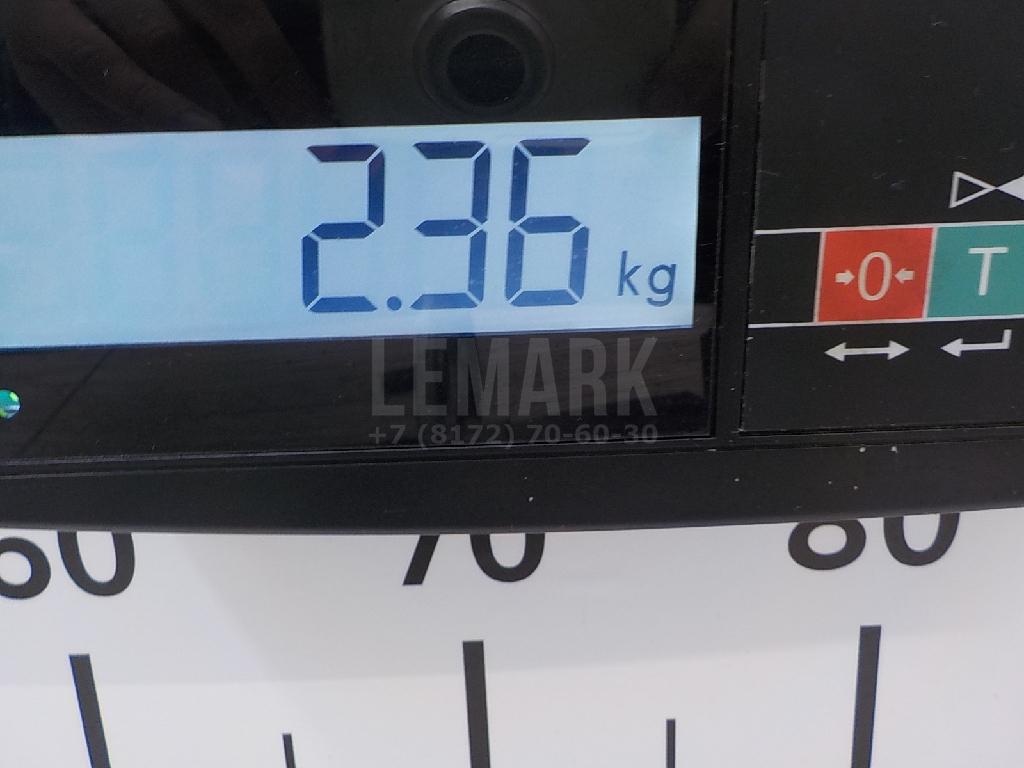 2.36 kg
→0← T
LEMARK
+7 (8172) 70-60-30
60 70 80